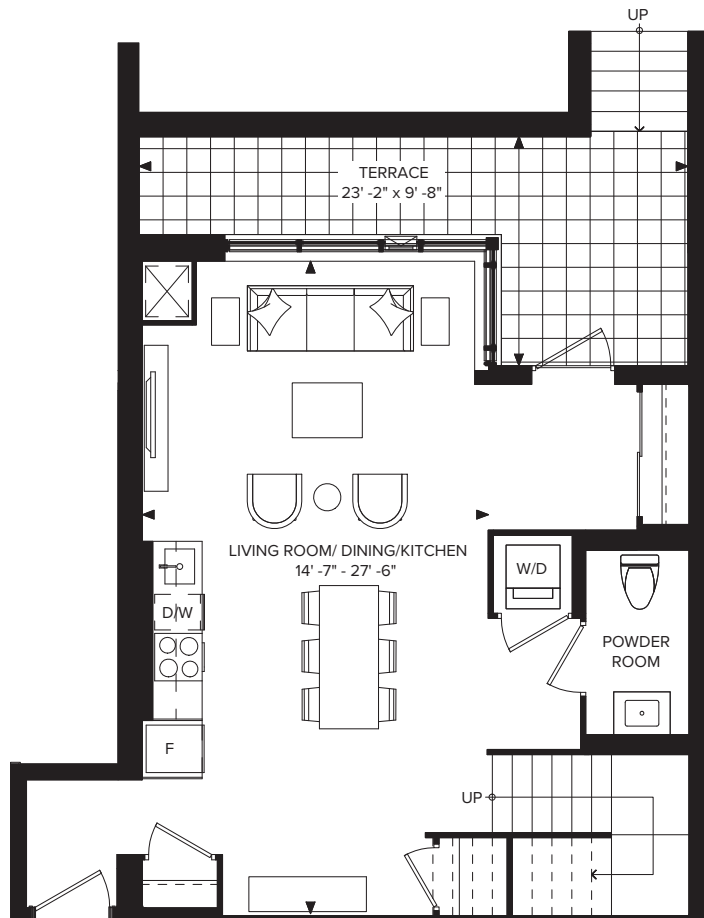 UP
TERRACE
23' -2" x 9' -8"
LIVING ROOM/ DINING/KITCHEN
14' -7" - 27' -6"
W/D
D/W
POWDER
ROOM
F
UP